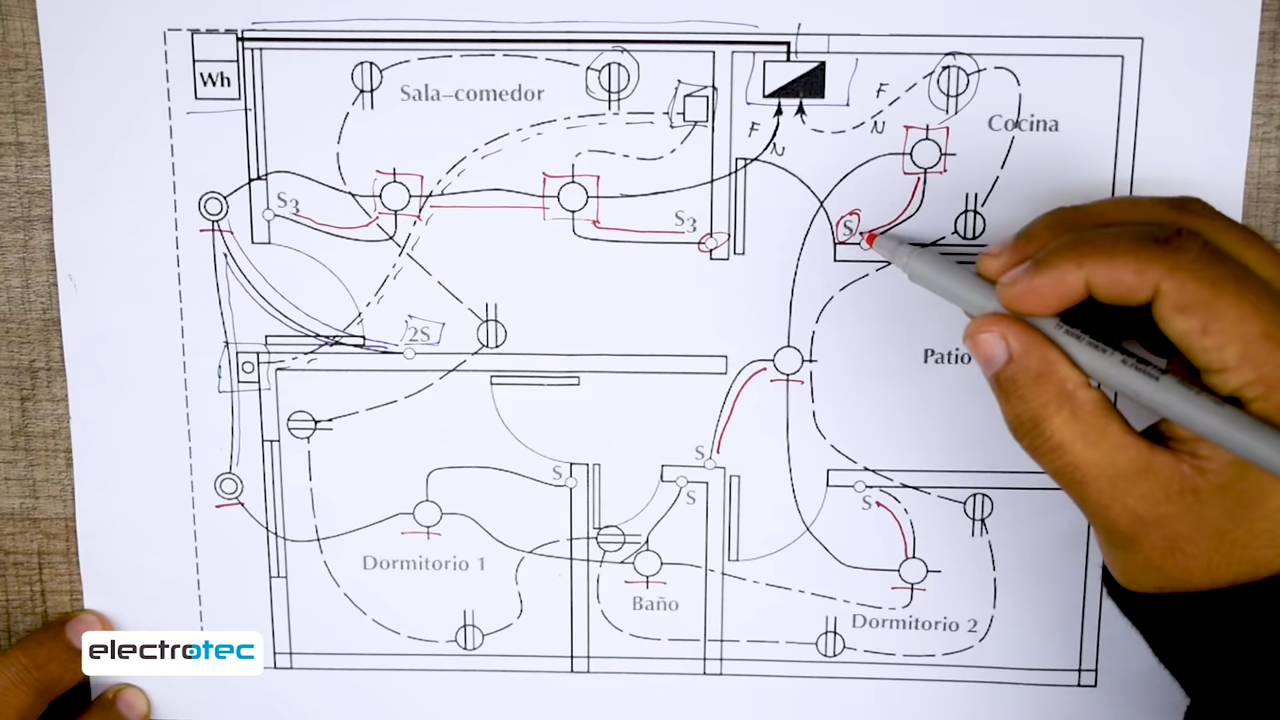 Wh
Sala–comedor
F
N
F
N
Cocina
S3
S3
S
2S
Patio
S
S
S
S
Dormitorio 1
Baño
Dormitorio 2
electrotec